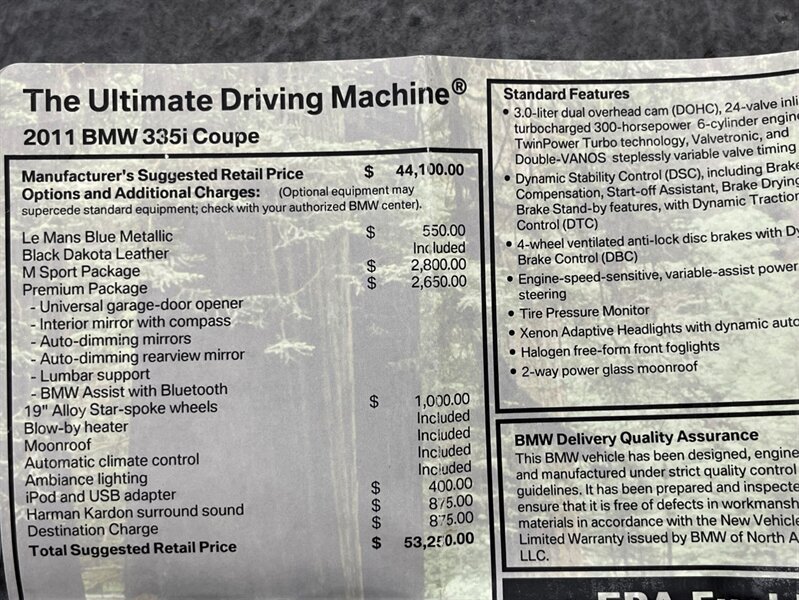 The Ultimate Driving Machine®
2011 BMW 335i Coupe
Manufacturer's Suggested Retail Price $ 44,100.00
Options and Additional Charges: (Optional equipment may
supercede standard equipment; check with your authorized BMW center).
Le Mans Blue Metallic $ 550.00
Black Dakota Leather Included
M Sport Package $ 2,800.00
Premium Package $ 2,650.00
- Universal garage-door opener
- Interior mirror with compass
- Auto-dimming mirrors
- Auto-dimming rearview mirror
- Lumbar support
- BMW Assist with Bluetooth
19" Alloy Star-spoke wheels $ 1,000.00
Blow-by heater Included
Moonroof Included
Automatic climate control Included
Ambiance lighting Included
iPod and USB adapter $ 400.00
Harman Kardon surround sound $ 875.00
Destination Charge $ 875.00
Total Suggested Retail Price $ 53,250.00
Standard Features
• 3.0-liter dual overhead cam (DOHC), 24-valve inli
turbocharged 300-horsepower 6-cylinder engin
TwinPower Turbo technology, Valvetronic, and
Double-VANOS steplessly variable valve timing
• Dynamic Stability Control (DSC), including Brake
Compensation, Start-off Assistant, Brake Drying
Brake Stand-by features, with Dynamic Traction
Control (DTC)
• 4-wheel ventilated anti-lock disc brakes with Dy
Brake Control (DBC)
• Engine-speed-sensitive, variable-assist power
steering
• Tire Pressure Monitor
• Xenon Adaptive Headlights with dynamic auto
• Halogen free-form front foglights
• 2-way power glass moonroof
BMW Delivery Quality Assurance
This BMW vehicle has been designed, engine
and manufactured under strict quality control
guidelines. It has been prepared and inspecte
ensure that it is free of defects in workmansh
materials in accordance with the New Vehicle
Limited Warranty issued by BMW of North A
LLC.